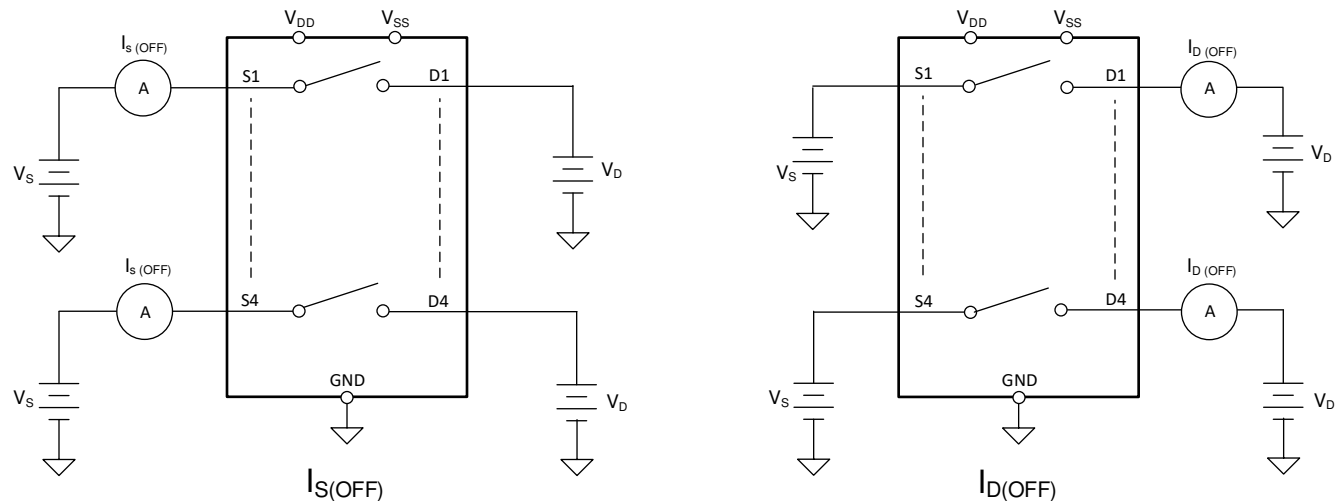 V_DD V_SS
I_s (OFF)
A
S1 D1
V_S
V_D
I_s (OFF)
A
S4 D4
V_S
V_D
GND
I_S(OFF)
V_DD V_SS
I_D (OFF)
S1 D1
A
V_S
V_D
I_D (OFF)
S4 D4
A
V_S
V_D
GND
I_D(OFF)